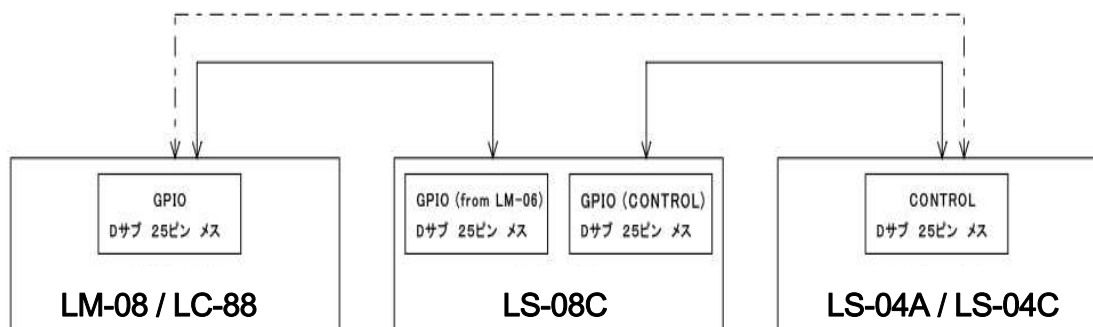 GPIO
Dサブ 25ピン メス
LM-08 / LC-88
GPIO (from LM-06)
Dサブ 25ピン メス
GPIO (CONTROL)
Dサブ 25ピン メス
LS-08C
CONTROL
Dサブ 25ピン メス
LS-04A / LS-04C